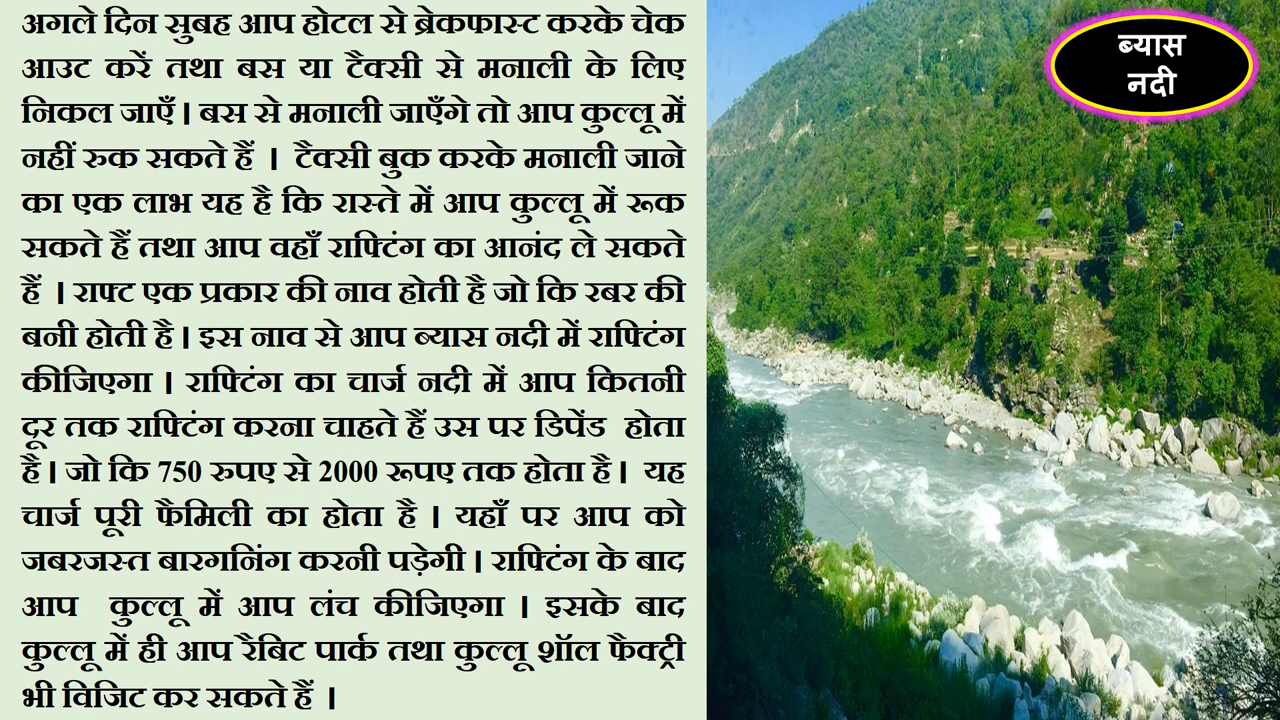 अगले दिन सुबह आप होटल से ब्रेकफास्ट करके चेक
आउट करें तथा बस या टैक्सी से मनाली के लिए
निकल जाएँ । बस से मनाली जाएँगे तो आप कुल्लू में
नहीं रुक सकते हैं । टैक्सी बुक करके मनाली जाने
का एक लाभ यह है कि रास्ते में आप कुल्लू में रूक
सकते हैं तथा आप वहाँ राफ्टिंग का आनंद ले सकते
हैं । राफ्ट एक प्रकार की नाव होती है जो कि रबर की
बनी होती है । इस नाव से आप ब्यास नदी में राफ्टिंग
कीजिएगा । राफ्टिंग का चार्ज नदी में आप कितनी
दूर तक राफ्टिंग करना चाहते हैं उस पर डिपेंड होता
है । जो कि 750 रुपए से 2000 रूपए तक होता है । यह
चार्ज पूरी फैमिली का होता है । यहाँ पर आप को
जबरजस्त बारगनिंग करनी पड़ेगी । राफ्टिंग के बाद
आप कुल्लू में आप लंच कीजिएगा । इसके बाद
कुल्लू में ही आप रैबिट पार्क तथा कुल्लू शॉल फैक्ट्री
भी विजिट कर सकते हैं ।
ब्यास
नदी